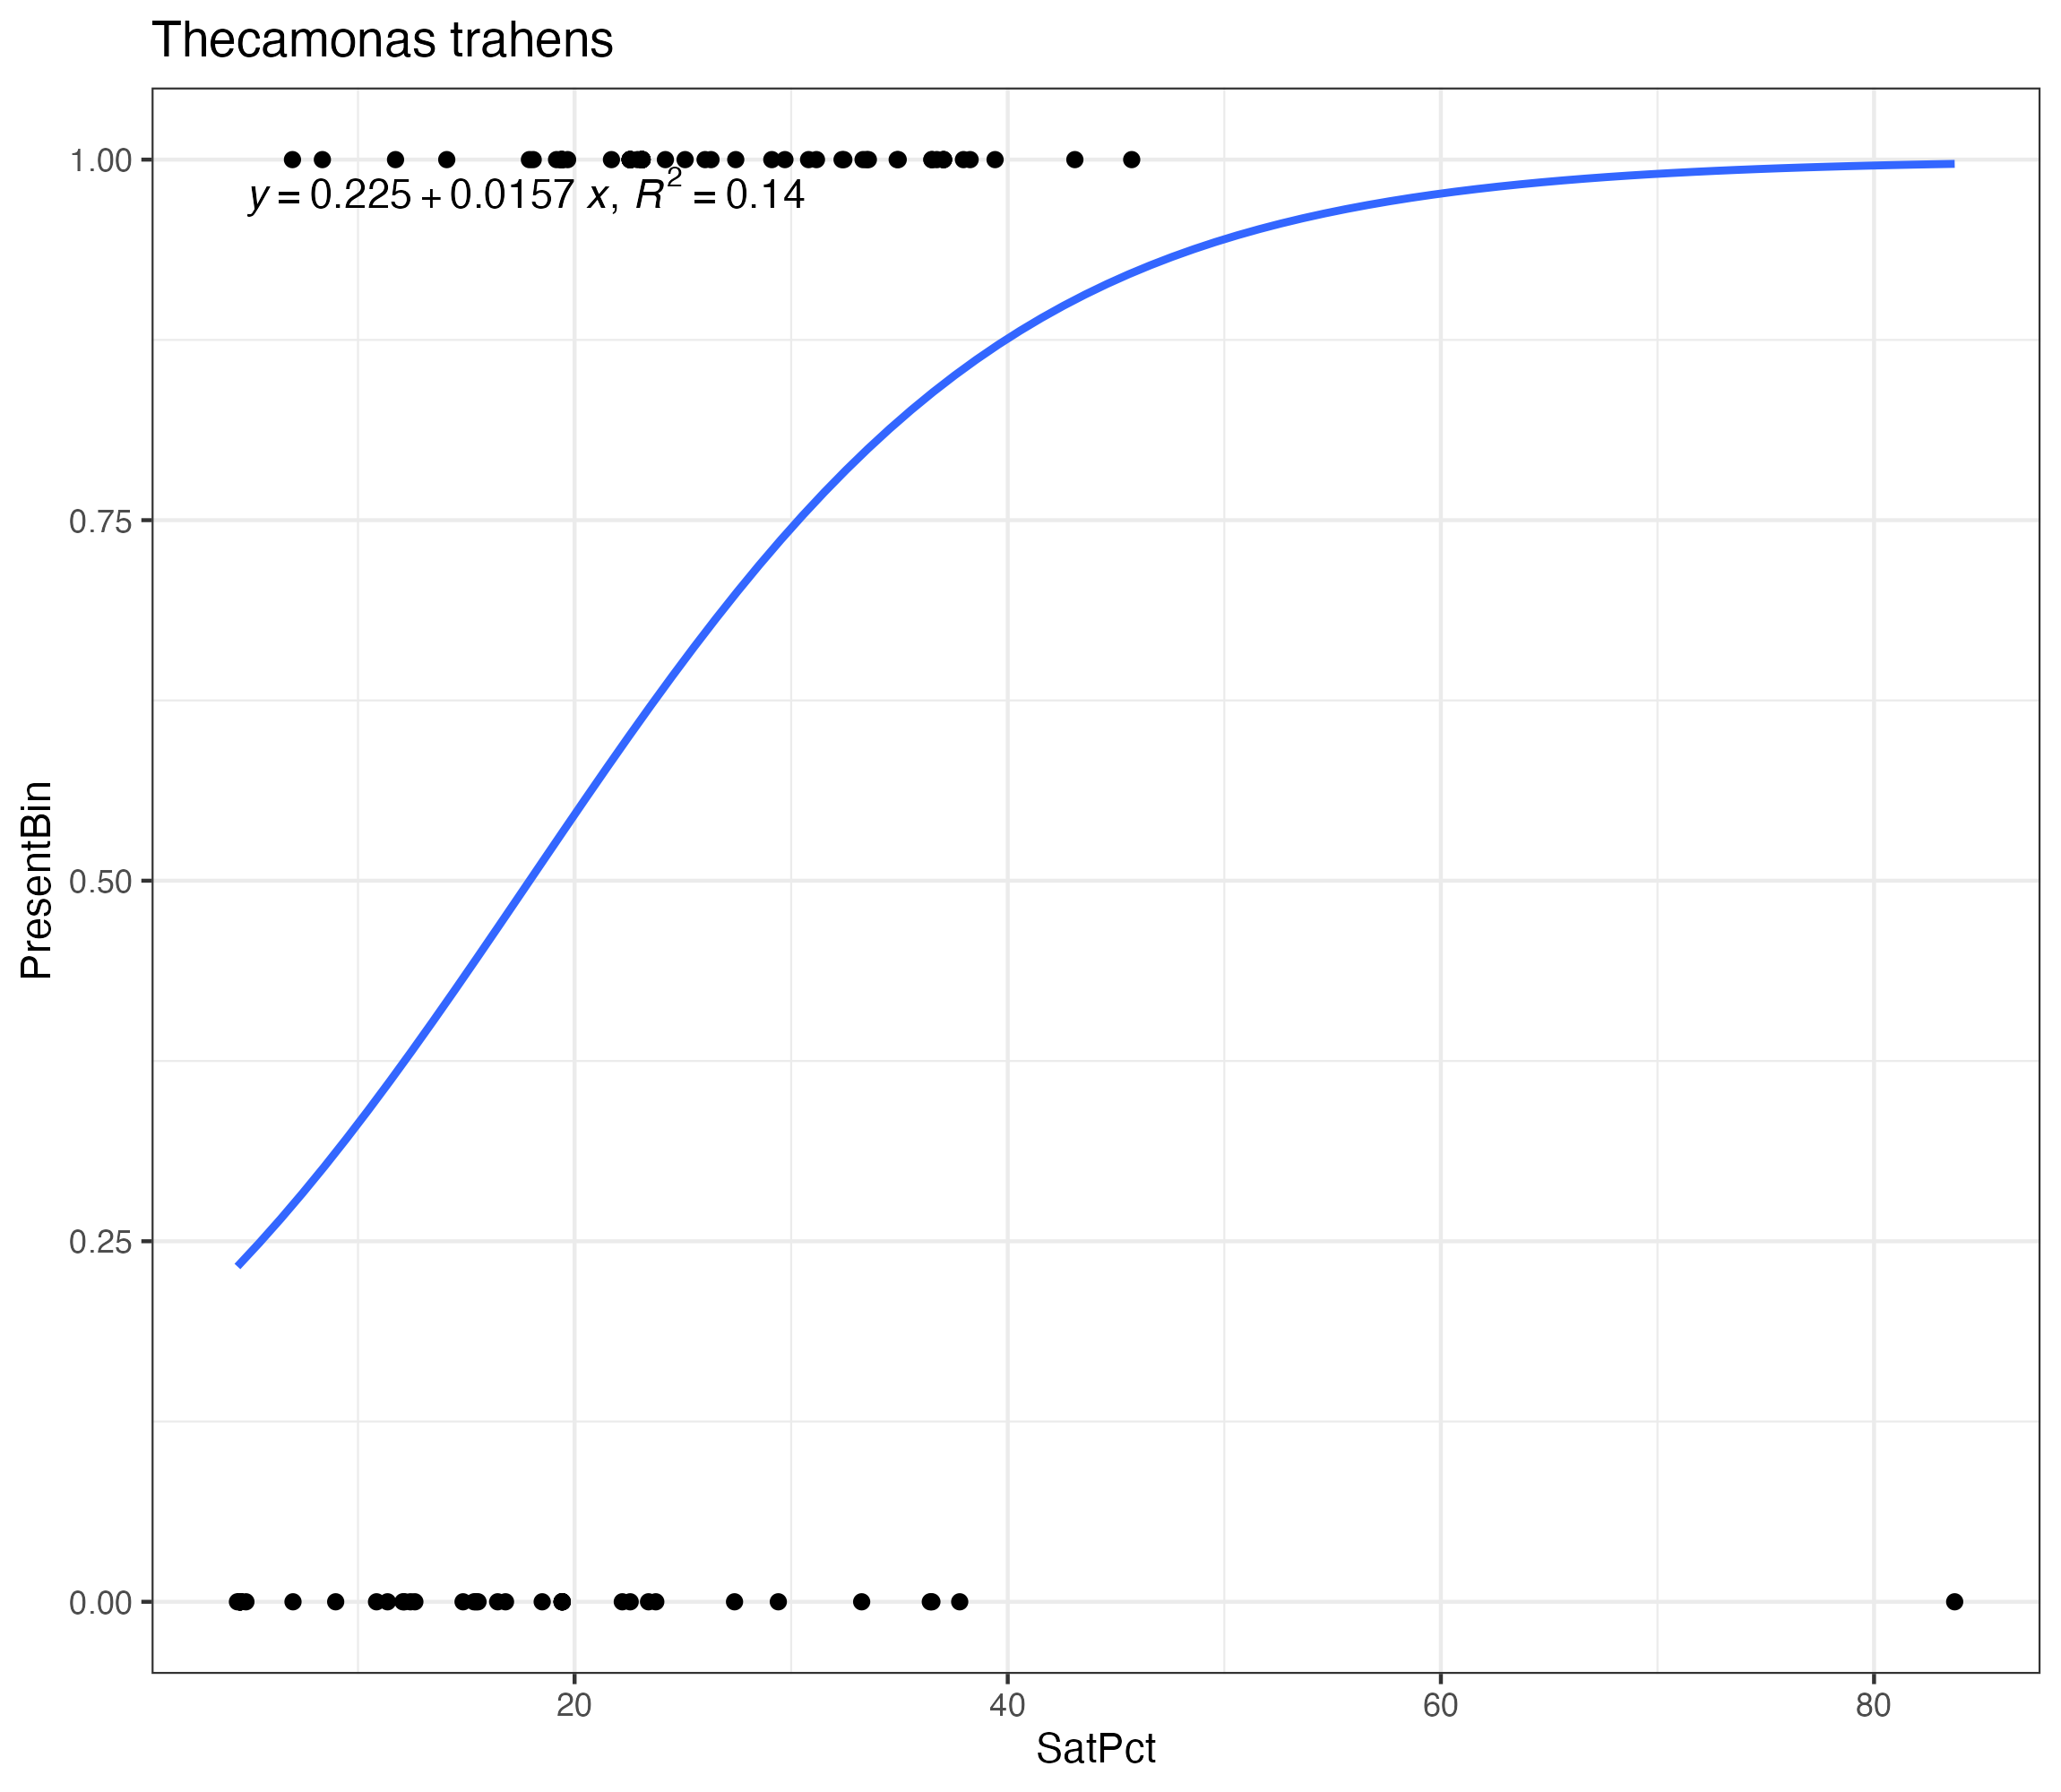 Thecamonas trahens
1.00
y = 0.225 + 0.0157 x, R² = 0.14
0.75
0.50
0.25
0.00
PresentBin
20 40 60 80
SatPct